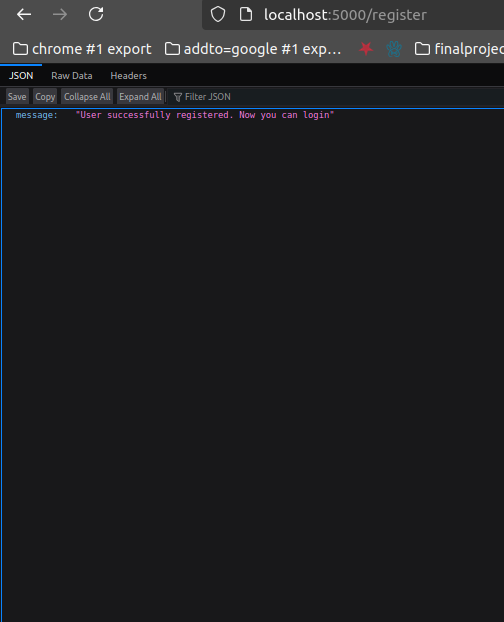 localhost:5000/register
chrome #1 export addto=google #1 exp... finalprojec
JSON Raw Data Headers
Save Copy Collapse All Expand All Filter JSON
message: "User successfully registered. Now you can login"